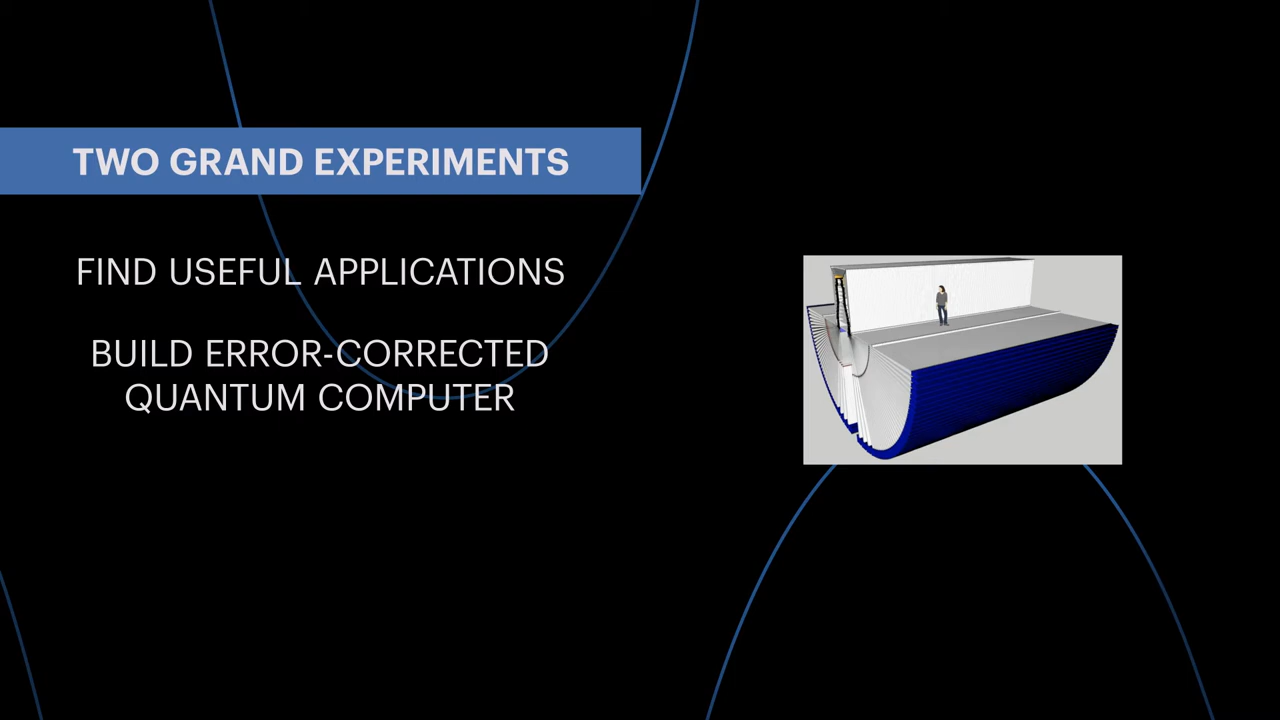 TWO GRAND EXPERIMENTS
FIND USEFUL APPLICATIONS
BUILD ERROR-CORRECTED
QUANTUM COMPUTER